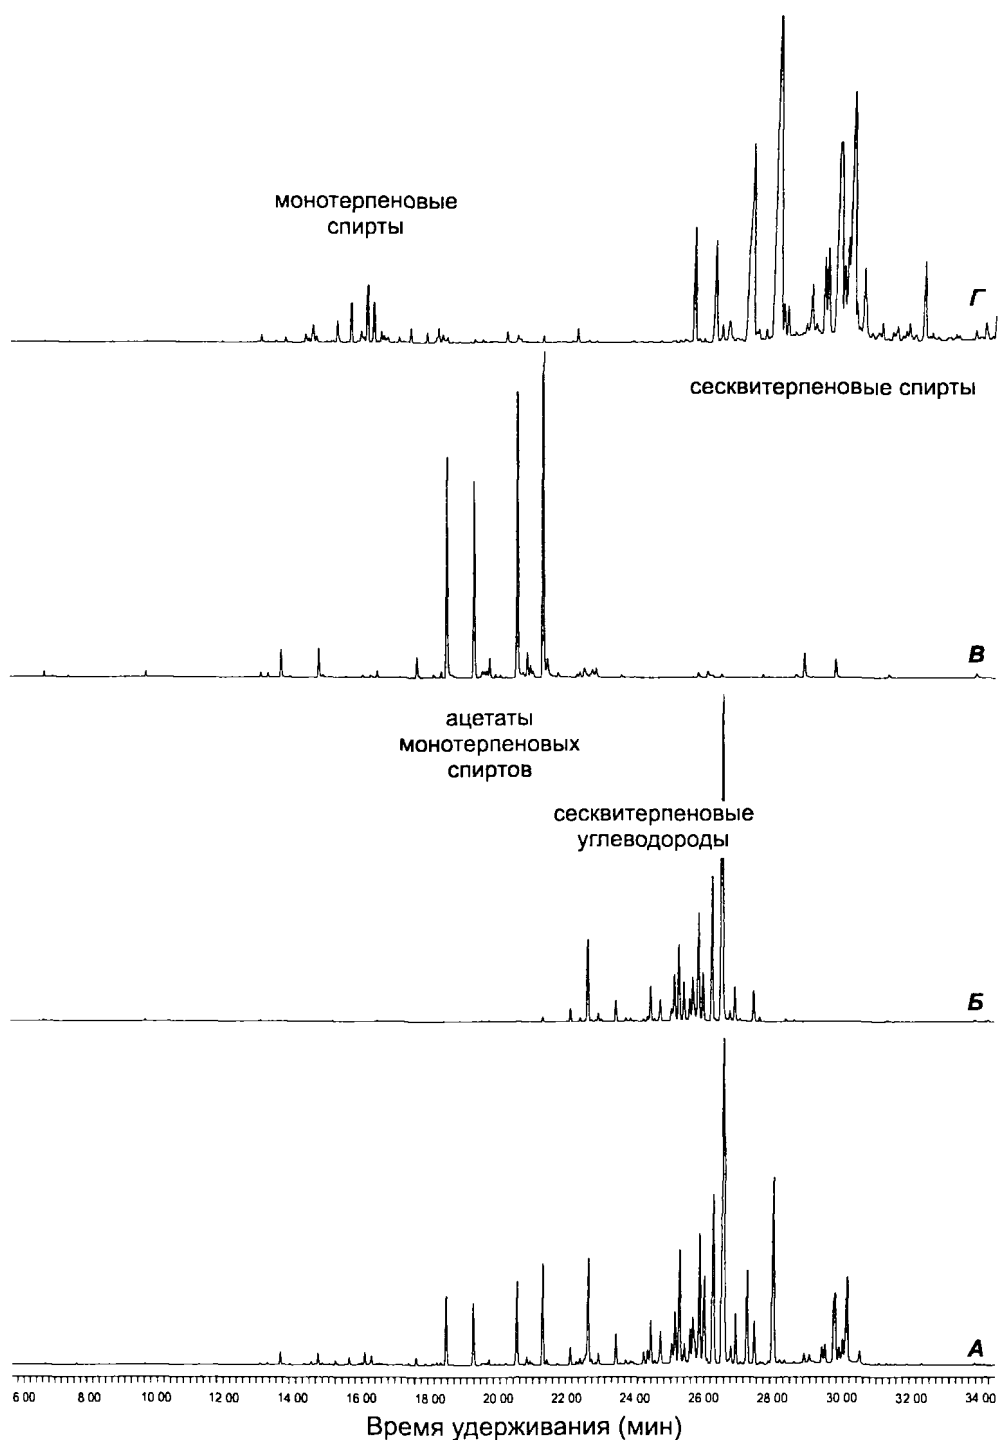 монотерпеновые
спирты
Г
сесквитерпеновые спирты
В
ацетаты
монотерпеновых
спиртов
сесквитерпеновые
углеводороды
Б
А
6 00 8 00 10 00 12 00 14 00 16 00 18 00 20 00 22 00 24 00 26 00 28 00 30 00 32 00 34 00
Время удерживания (мин)